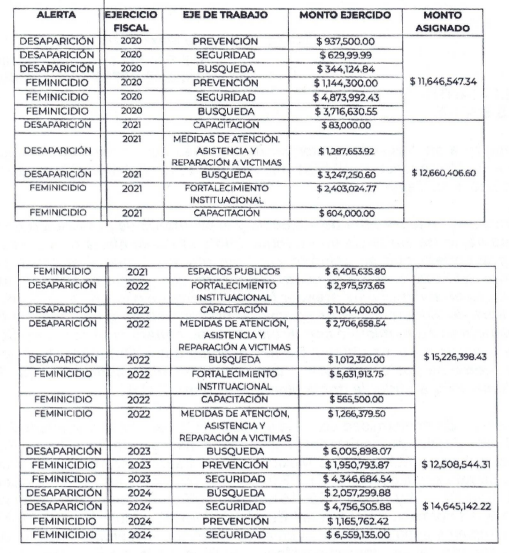 ALERTA EJERCICIO FISCAL EJE DE TRABAJO MONTO EJERCIDO MONTO ASIGNADO
DESAPARICIÓN 2020 PREVENCIÓN $ 937,500.00
DESAPARICIÓN 2020 SEGURIDAD $ 629,99.99
DESAPARICIÓN 2020 BUSQUEDA $ 344,124.84
FEMINICIDIO 2020 PREVENCIÓN $ 1,144,300.00 $ 11,646,547.34
FEMINICIDIO 2020 SEGURIDAD $ 4,873,992.43
FEMINICIDIO 2020 BUSQUEDA $ 3,716,630.55
DESAPARICIÓN 2021 CAPACITACIÓN $ 83,000.00
DESAPARICIÓN 2021 MEDIDAS DE ATENCIÓN.
ASISTENCIA Y $ 1,287,653.92
REPARACIÓN A VICTIMAS
DESAPARICIÓN 2021 BUSQUEDA $ 3,247,250.60 $ 12,660,406.60
FEMINICIDIO 2021 FORTALECIMIENTO $ 2,403,024.77
INSTITUCIONAL
FEMINICIDIO 2021 CAPACITACIÓN $ 604,000.00
FEMINICIDIO 2021 ESPACIOS PUBLICOS $ 6,405,635.80
DESAPARICIÓN 2022 FORTALECIMIENTO $ 2,975,573.65
INSTITUCIONAL
DESAPARICIÓN 2022 CAPACITACIÓN $ 1,044,00.00
DESAPARICIÓN 2022 MEDIDAS DE ATENCIÓN, $ 2,706,658.54
ASISTENCIA Y
REPARACIÓN A VICTIMAS
DESAPARICIÓN 2022 BUSQUEDA $ 1,012,320.00 $ 15,226,398.43
FEMINICIDIO 2022 FORTALECIMIENTO $ 5,631,913.75
INSTITUCIONAL
FEMINICIDIO 2022 CAPACITACIÓN $ 565,500.00
FEMINICIDIO 2022 MEDIDAS DE ATENCIÓN, $ 1,266,379.50
ASISTENCIA Y
REPARACIÓN A VICTIMAS
DESAPARICIÓN 2023 BUSQUEDA $ 6,005,898.07
FEMINICIDIO 2023 PREVENCIÓN $ 1,950,793.87 $ 12,508,544.31
FEMINICIDIO 2023 SEGURIDAD $ 4,346,684.54
DESAPARICIÓN 2024 BÚSQUEDA $ 2,057,299.88
DESAPARICIÓN 2024 SEGURIDAD $ 4,756,505.88 $ 14,645,142.22
FEMINICIDIO 2024 PREVENCIÓN $ 1,165,762.42
FEMINICIDIO 2024 SEGURIDAD $ 6,559,135.00